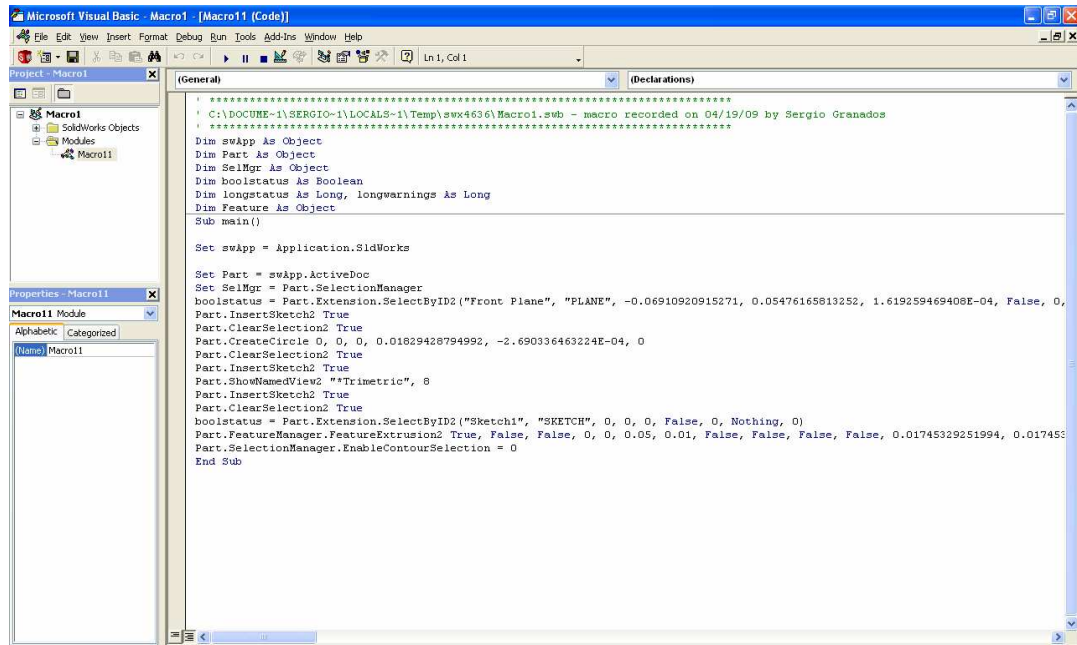 Microsoft Visual Basic - Macro1 - [Macro11 (Code)]
File Edit View Insert Format Debug Run Tools Add-Ins Window Help
Ln 1, Col 1
Project - Macro1
Macro1
SolidWorks Objects
Modules
Macro11
Properties - Macro11
Macro11 Module
Alphabetic Categorized
(Name) Macro11
(General) (Declarations)
' ******************************************************************************
' C:\DOCUME~1\SERGIO~1\LOCALS~1\Temp\swx4636\Macro1.swb - macro recorded on 04/19/09 by Sergio Granados
' ******************************************************************************
Dim swApp As Object
Dim Part As Object
Dim SelMgr As Object
Dim boolstatus As Boolean
Dim longstatus As Long, longwarnings As Long
Dim Feature As Object
Sub main()
Set swApp = Application.SldWorks
Set Part = swApp.ActiveDoc
Set SelMgr = Part.SelectionManager
boolstatus = Part.Extension.SelectByID2("Front Plane", "PLANE", -0.06910920915271, 0.05476165813252, 1.619259469408E-04, False, 0,
Part.InsertSketch2 True
Part.ClearSelection2 True
Part.CreateCircle 0, 0, 0, 0.01829428794992, -2.690336463224E-04, 0
Part.ClearSelection2 True
Part.InsertSketch2 True
Part.ShowNamedView2 "*Trimetric", 8
Part.InsertSketch2 True
Part.ClearSelection2 True
boolstatus = Part.Extension.SelectByID2("Sketch1", "SKETCH", 0, 0, 0, False, 0, Nothing, 0)
Part.FeatureManager.FeatureExtrusion2 True, False, False, 0, 0, 0.05, 0.01, False, False, False, False, 0.01745329251994, 0.017453
Part.SelectionManager.EnableContourSelection = 0
End Sub